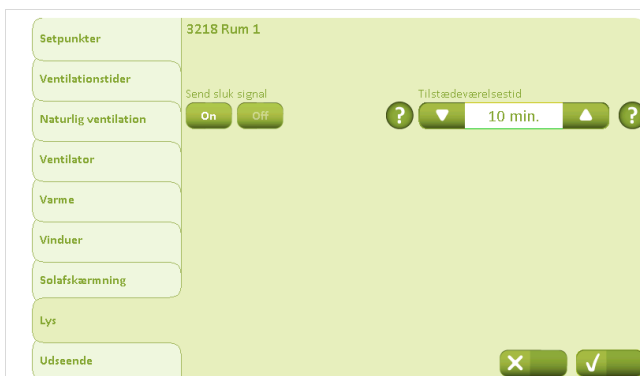 3218 Rum 1
Setpunkter
Ventilationstider
Naturlig ventilation
Ventilator
Varme
Vinduer
Solafskærmning
Lys
Udseende
Send sluk signal
On Off
Tilstædeværelsestid
? 10 min. ?